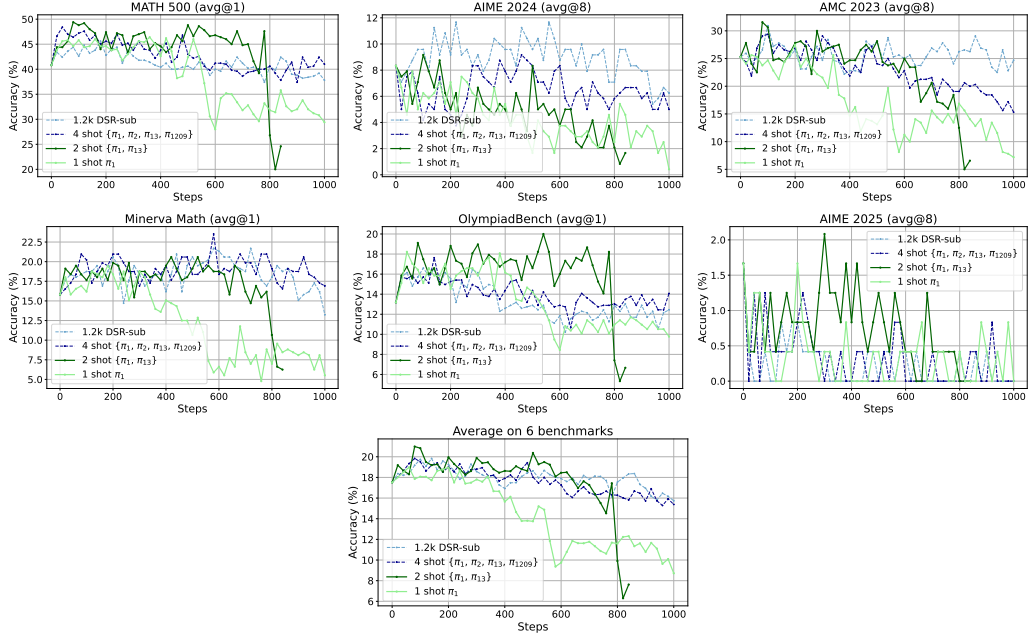 MATH 500 (avg@1)
Accuracy (%)
50
45
40
35
30
25
20
1.2k DSR-sub
4 shot {π1, π2, π13, π1209}
2 shot {π1, π13}
1 shot π1
0 200 400 600 800 1000
Steps
AIME 2024 (avg@8)
Accuracy (%)
12
10
8
6
4
2
0
1.2k DSR-sub
4 shot {π1, π2, π13, π1209}
2 shot {π1, π13}
1 shot π1
0 200 400 600 800 1000
Steps
AMC 2023 (avg@8)
Accuracy (%)
30
25
20
15
10
5
1.2k DSR-sub
4 shot {π1, π2, π13, π1209}
2 shot {π1, π13}
1 shot π1
0 200 400 600 800 1000
Steps
Minerva Math (avg@1)
Accuracy (%)
22.5
20.0
17.5
15.0
12.5
10.0
7.5
5.0
1.2k DSR-sub
4 shot {π1, π2, π13, π1209}
2 shot {π1, π13}
1 shot π1
0 200 400 600 800 1000
Steps
OlympiadBench (avg@1)
Accuracy (%)
20
18
16
14
12
10
8
6
1.2k DSR-sub
4 shot {π1, π2, π13, π1209}
2 shot {π1, π13}
1 shot π1
0 200 400 600 800 1000
Steps
AIME 2025 (avg@8)
Accuracy (%)
2.0
1.5
1.0
0.5
0.0
1.2k DSR-sub
4 shot {π1, π2, π13, π1209}
2 shot {π1, π13}
1 shot π1
0 200 400 600 800 1000
Steps
Average on 6 benchmarks
Accuracy (%)
20
18
16
14
12
10
8
6
1.2k DSR-sub
4 shot {π1, π2, π13, π1209}
2 shot {π1, π13}
1 shot π1
0 200 400 600 800 1000
Steps